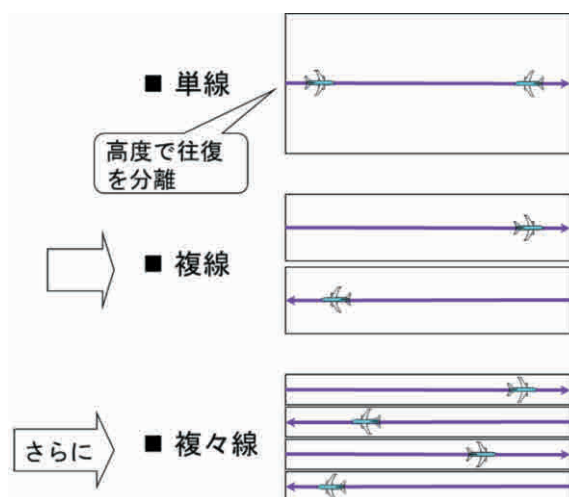 ■ 単線
高度で往復
を分離
■ 複線
さらに
■ 複々線